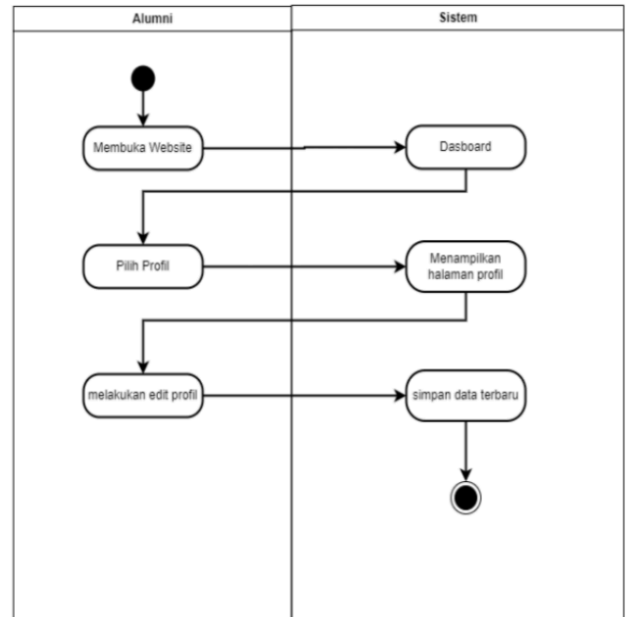 Alumni
Sistem
Membuka Website
Dasboard
Pilih Profil
Menampilkan
halaman profil
melakukan edit profil
simpan data terbaru